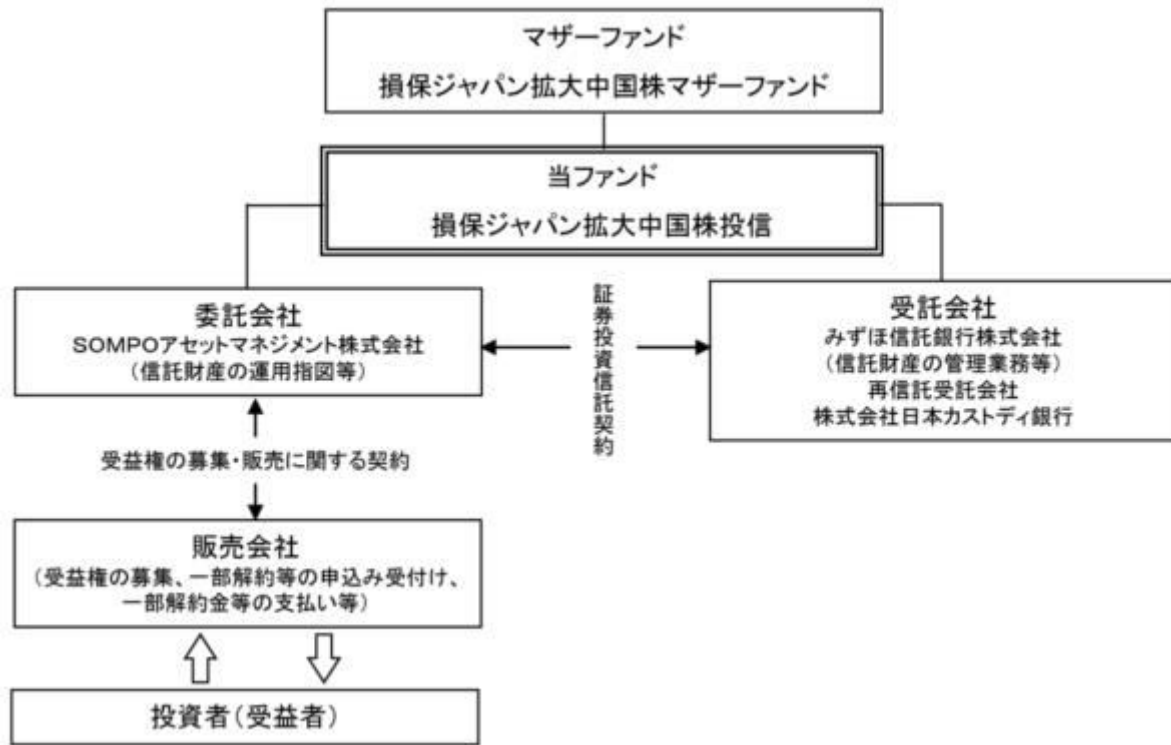 マザーファンド
損保ジャパン拡大中国株マザーファンド
当ファンド
損保ジャパン拡大中国株投信
委託会社
SOMPOアセットマネジメント株式会社
(信託財産の運用指図等)
証券投資信託契約
受託会社
みずほ信託銀行株式会社
(信託財産の管理業務等)
再信託受託会社
株式会社日本カストディ銀行
受益権の募集・販売に関する契約
販売会社
(受益権の募集、一部解約等の申込み受付け、
一部解約金等の支払い等)
投資者(受益者)